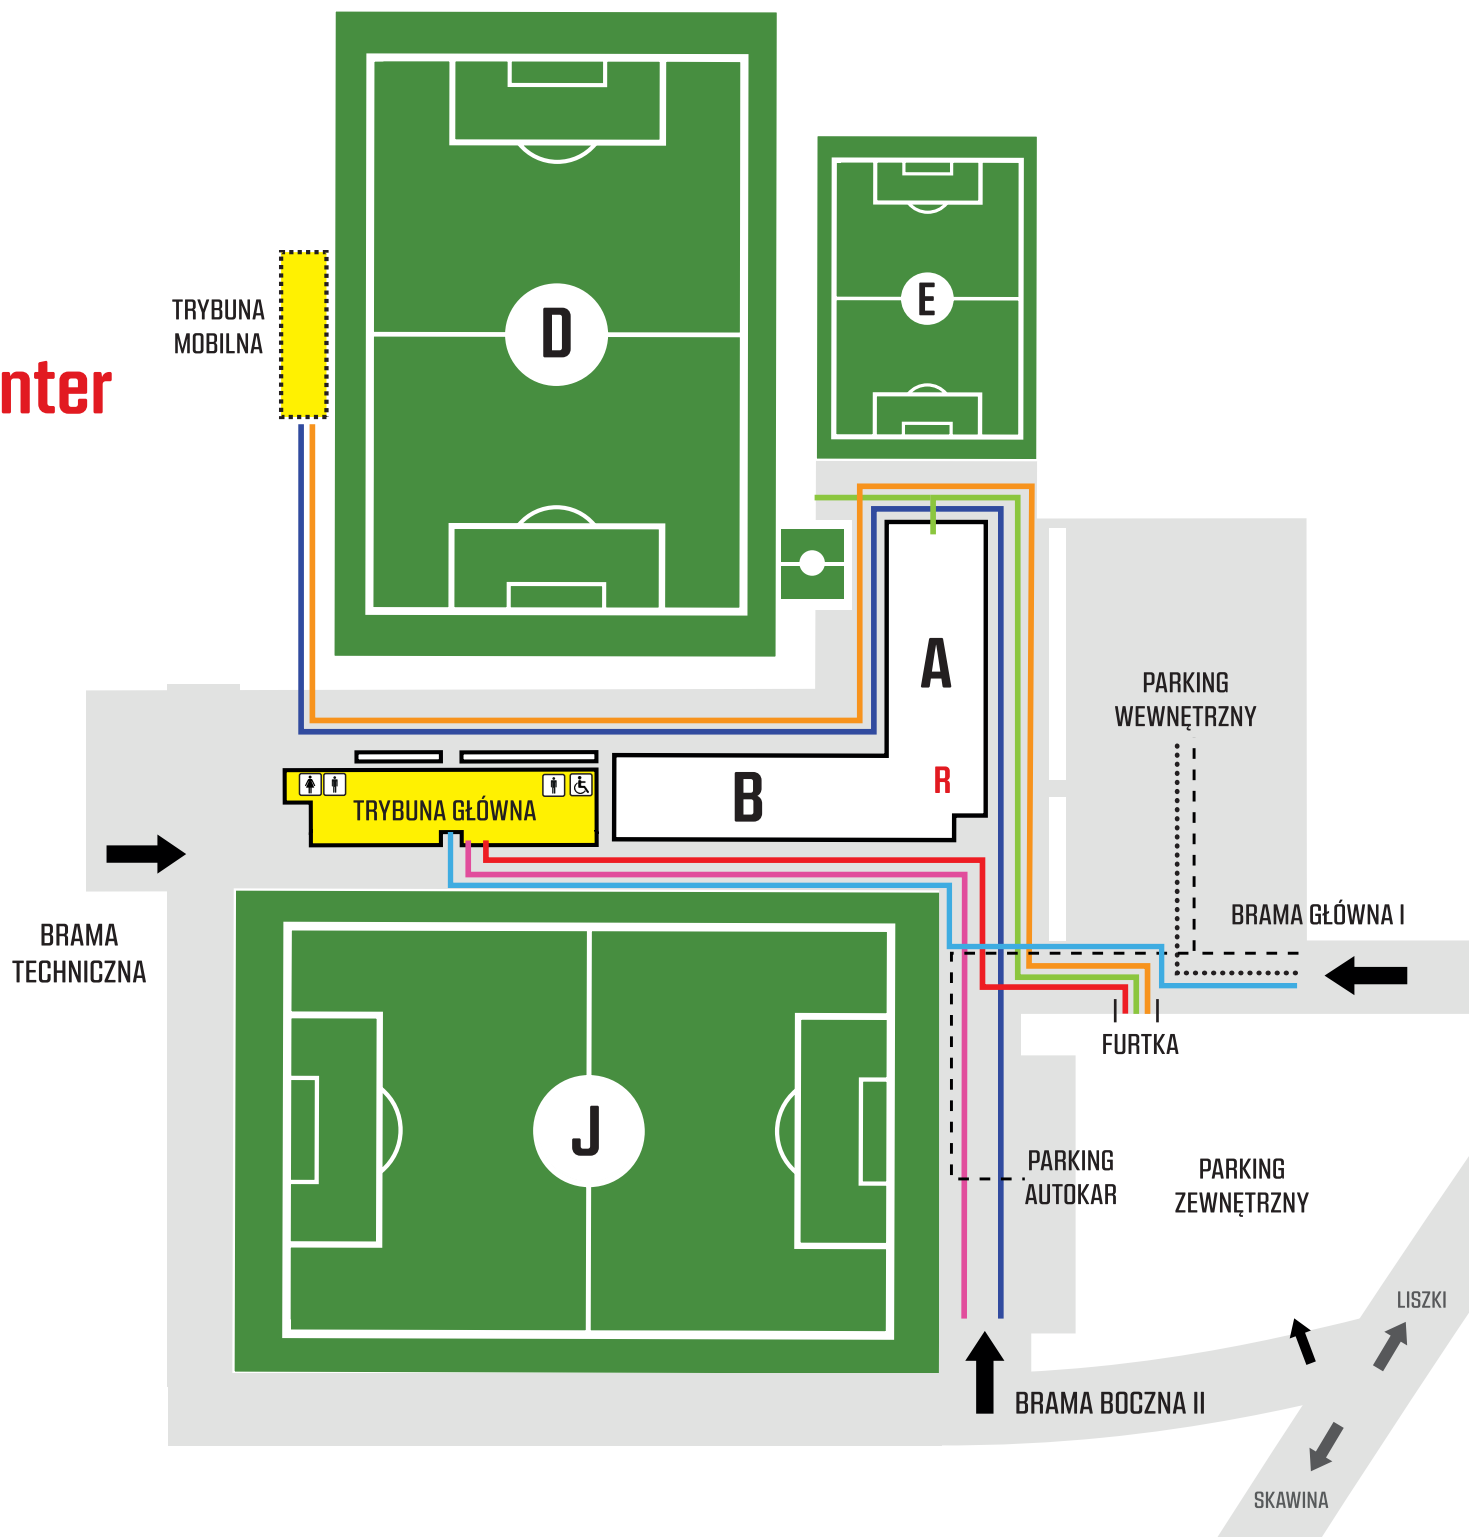 D
E
TRYBUNA
MOBILNA
nter
A
PARKING
WEWNĘTRZNY
R
B
TRYBUNA GŁÓWNA
BRAMA GŁÓWNA I
BRAMA
TECHNICZNA
FURTKA
J
PARKING
AUTOKAR
PARKING
ZEWNĘTRZNY
LISZKI
BRAMA BOCZNA II
SKAWINA